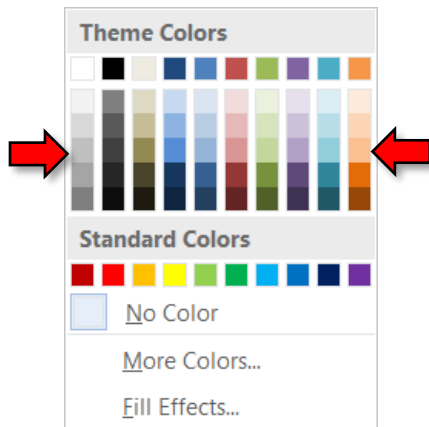 Theme Colors
Standard Colors
No Color
More Colors...
Fill Effects...